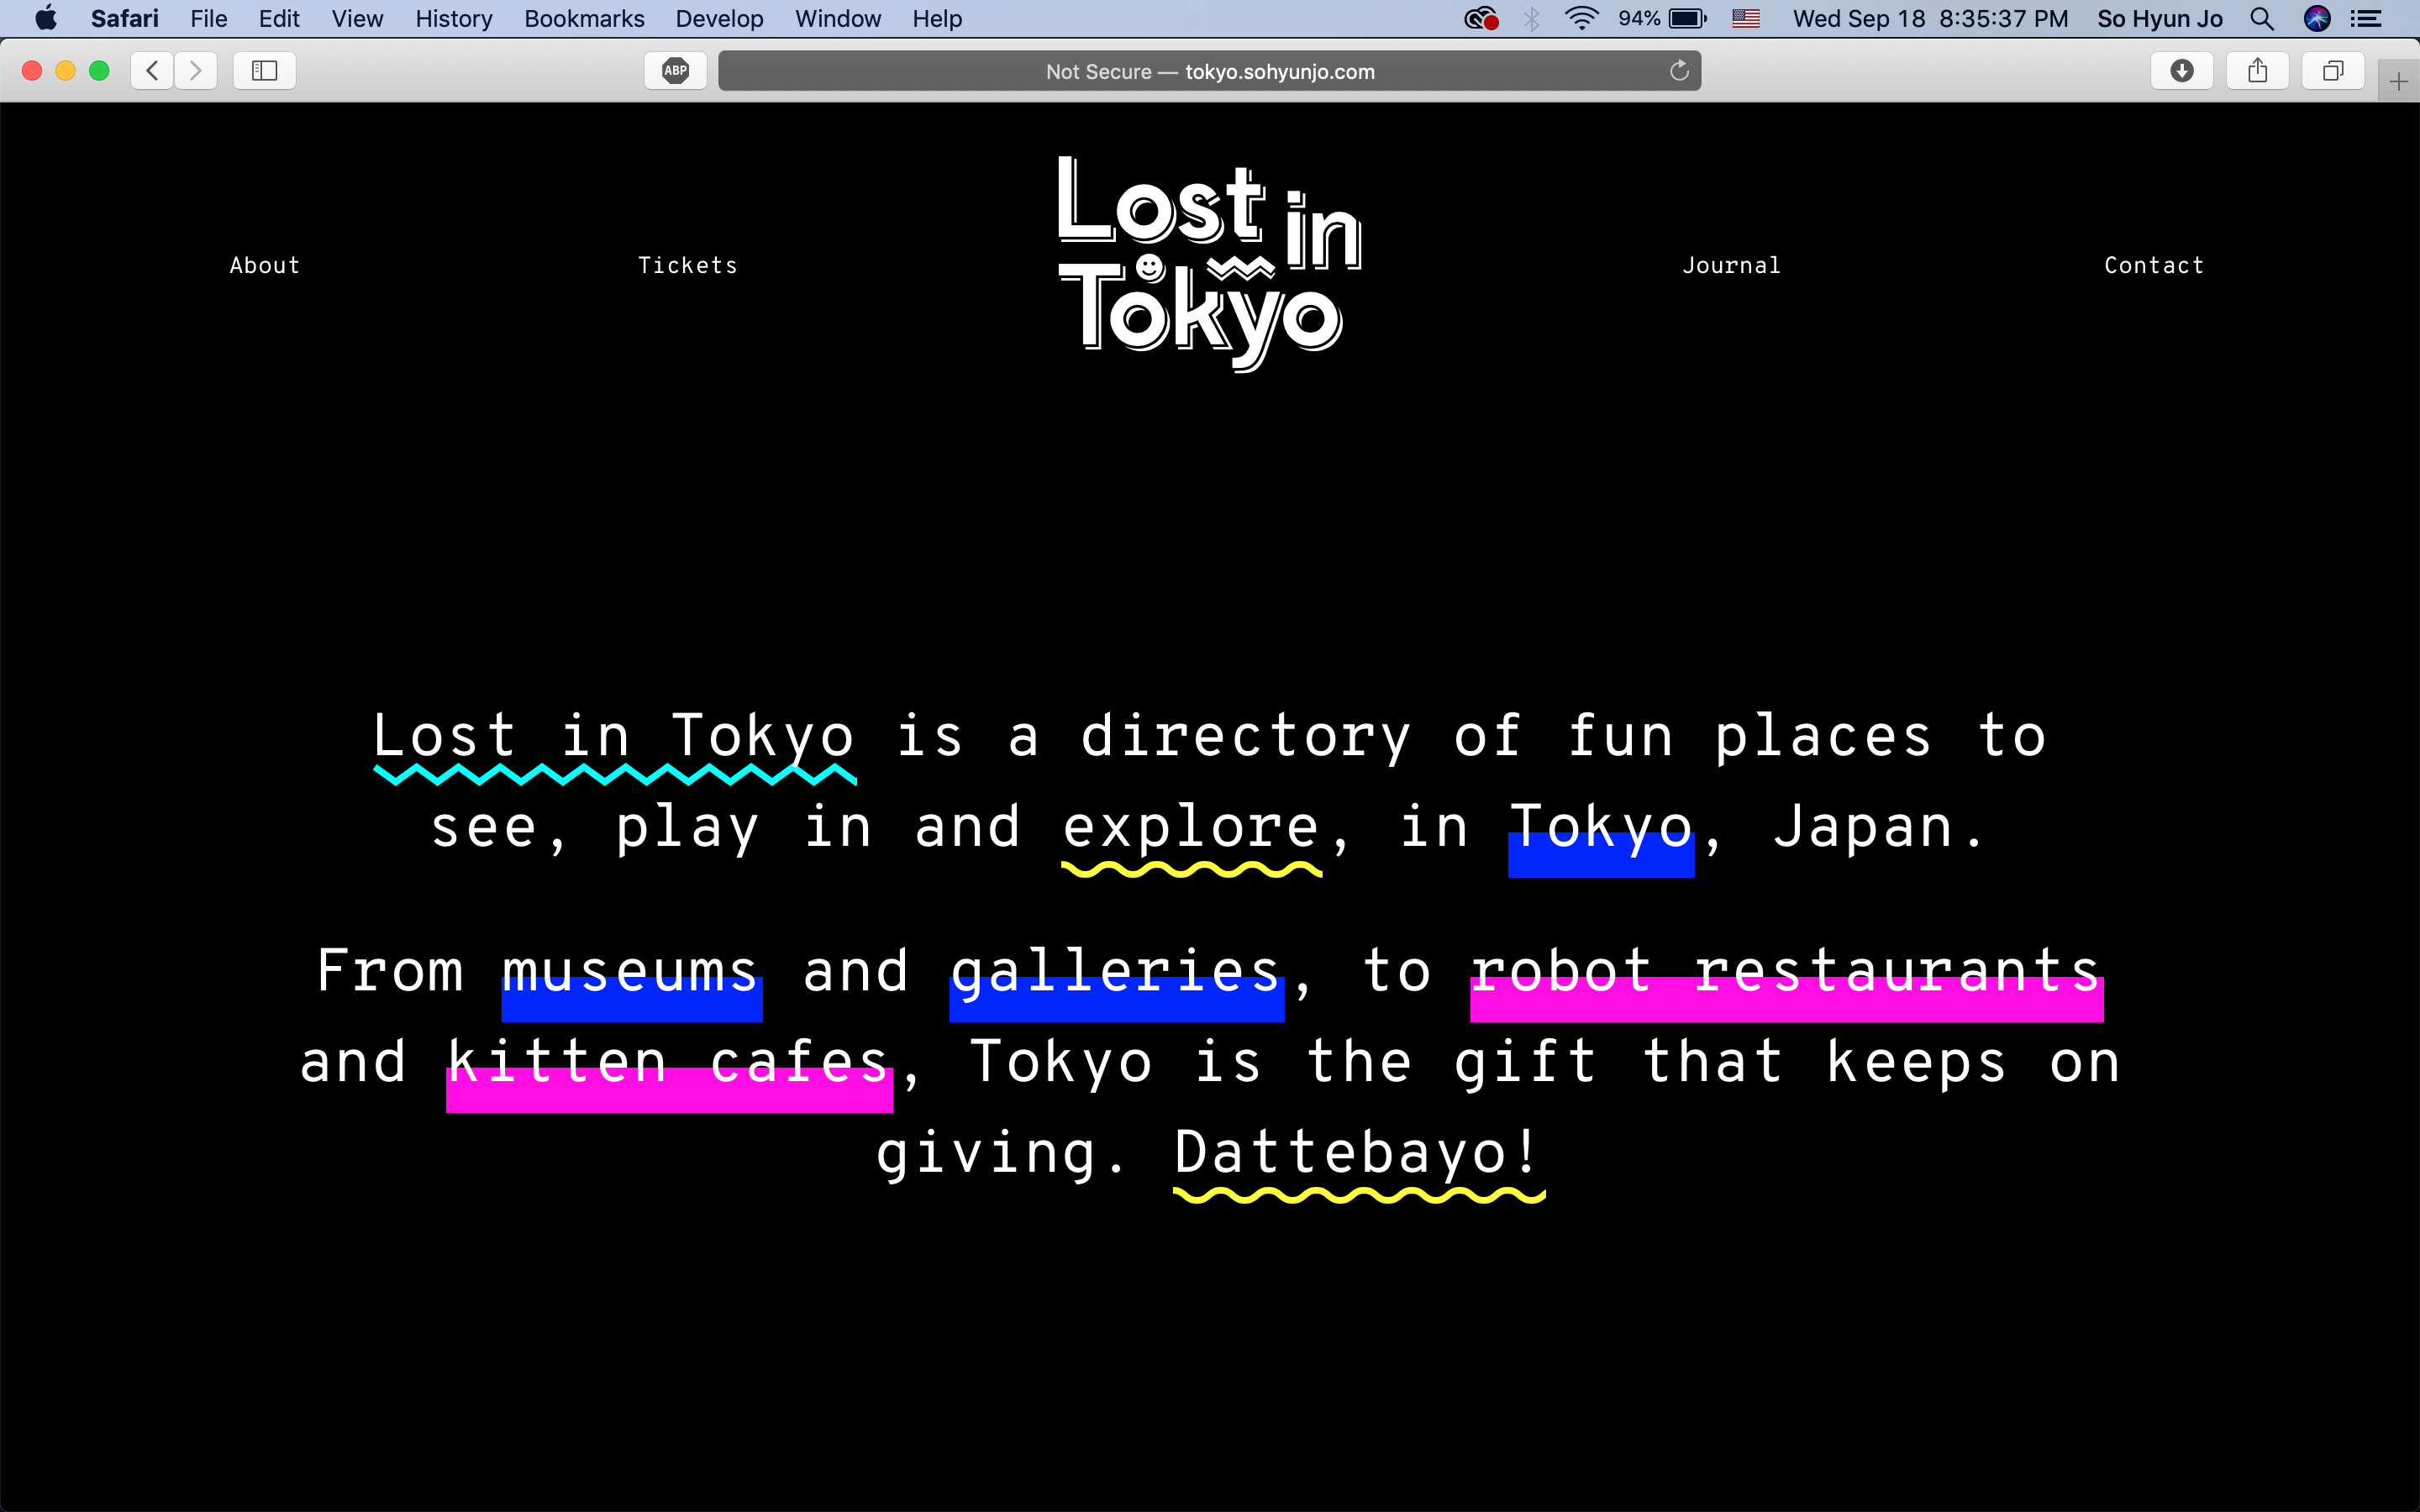 Safari File Edit View History Bookmarks Develop Window Help 94% Wed Sep 18 8:35:37 PM So Hyun Jo
ABP Not Secure — tokyo.sohyunjo.com
Lost in
Tokyo
About Tickets Journal Contact
Lost in Tokyo is a directory of fun places to
see, play in and explore, in Tokyo, Japan.
From museums and galleries, to robot restaurants
and kitten cafes, Tokyo is the gift that keeps on
giving. Dattebayo!